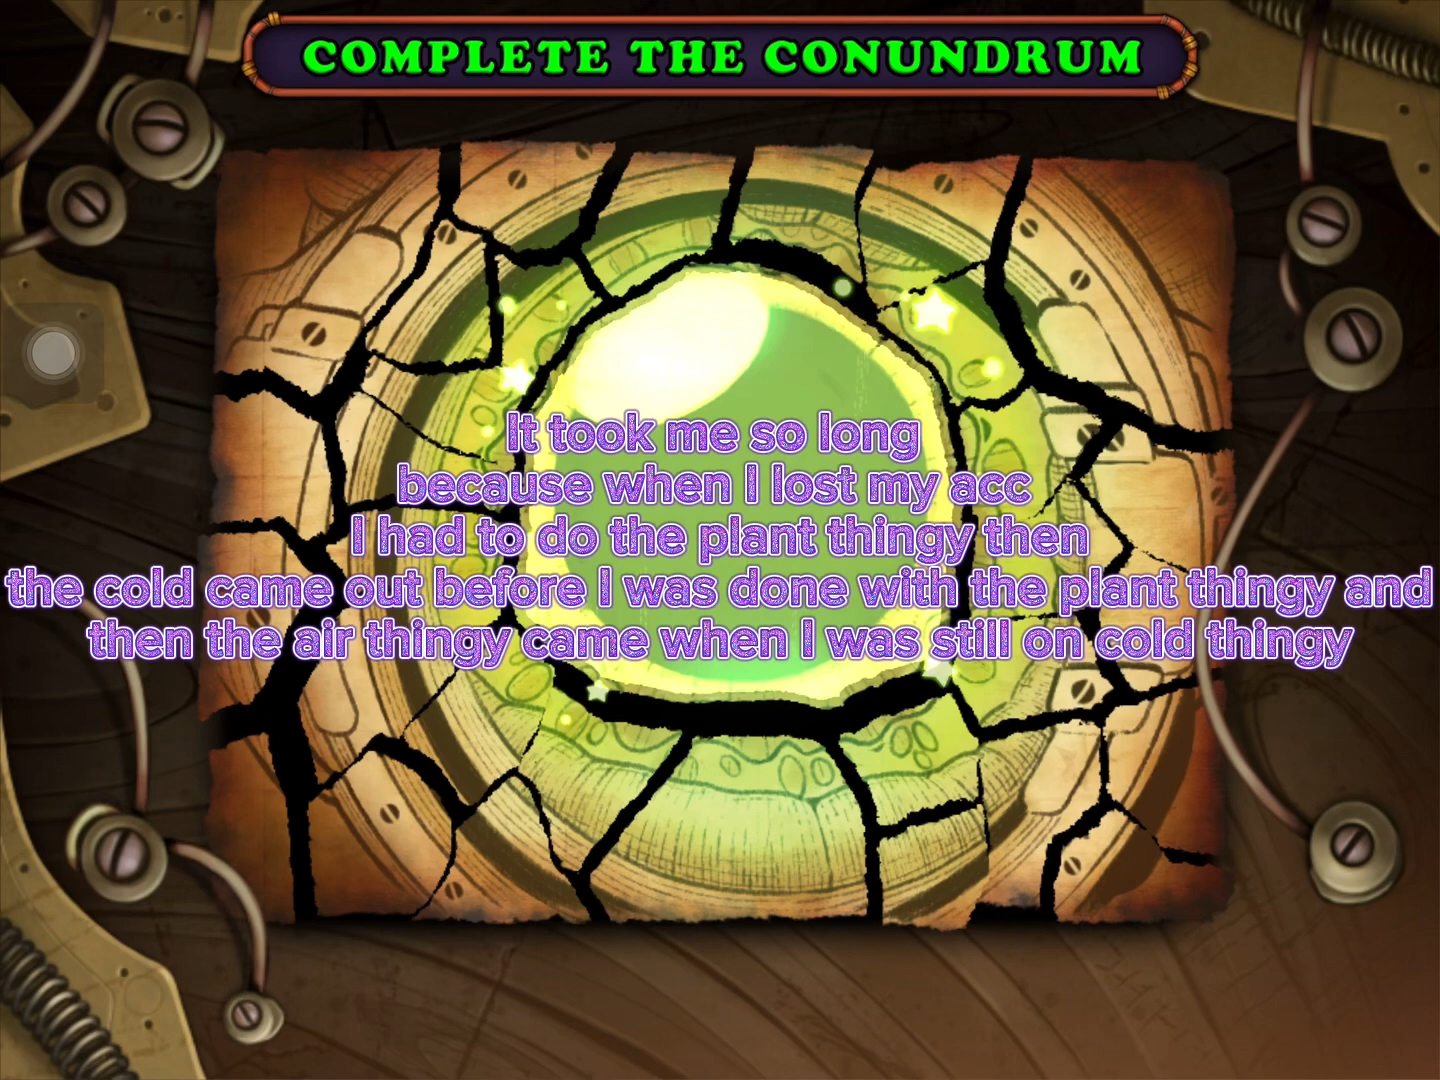 COMPLETE THE CONUNDRUM
It took me so long
because when I lost my acc
I had to do the plant thingy then
the cold came out before I was done with the plant thingy and
then the air thingy came when I was still on cold thingy